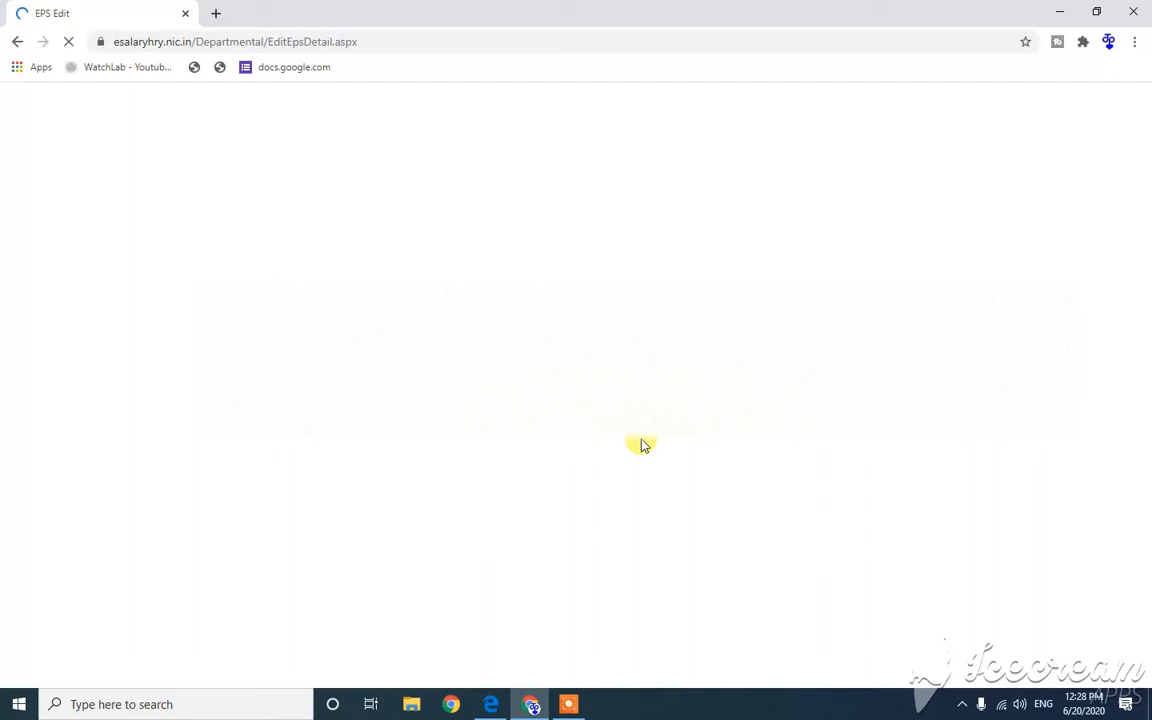 EPS Edit
esalaryhry.nic.in/Departmental/EditEpsDetail.aspx
Apps WatchLab - Youtub... docs.google.com
Type here to search
ENG
12:28 PM
6/20/2020
Icecream
APPS